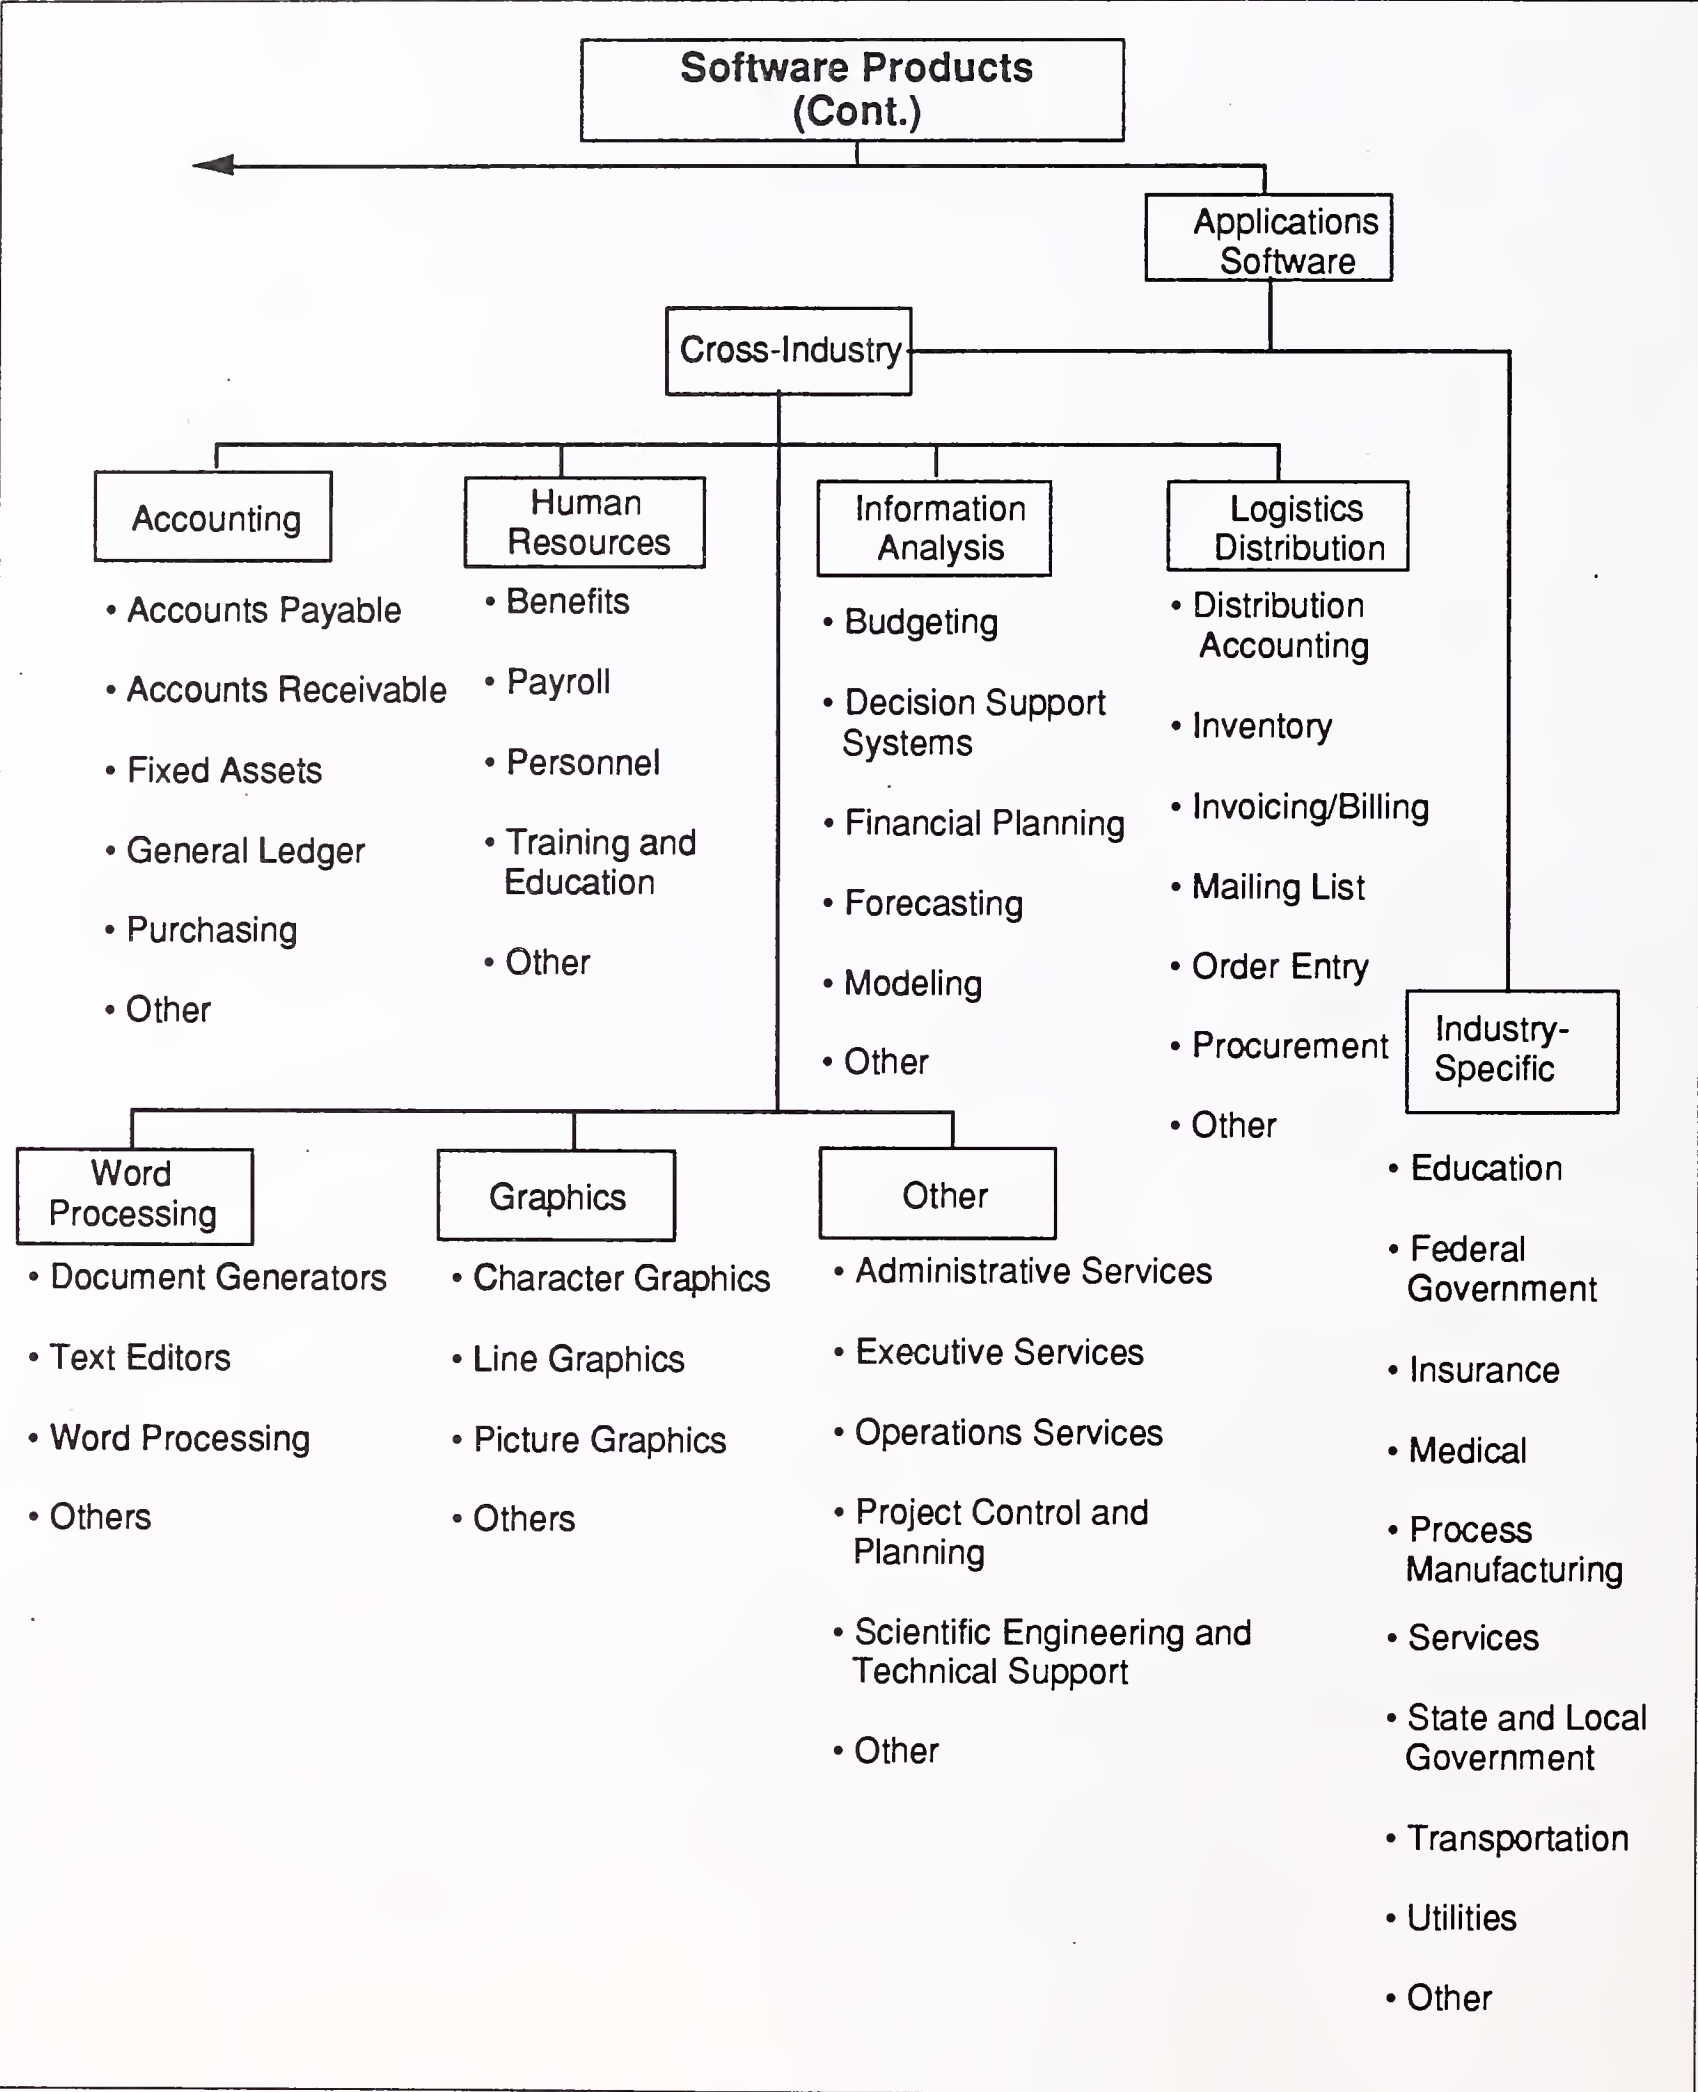 Software Products
(Cont.)
Applications
Software
Cross-Industry
Accounting
• Accounts Payable
• Accounts Receivable
• Fixed Assets
• General Ledger
• Purchasing
• Other
Human
Resources
• Benefits
• Payroll
• Personnel
• Training and
Education
• Other
Information
Analysis
• Budgeting
• Decision Support
Systems
• Financial Planning
• Forecasting
• Modeling
• Other
Logistics
Distribution
• Distribution
Accounting
• Inventory
• Invoicing/Billing
• Mailing List
• Order Entry
• Procurement
• Other
Word
Processing
• Document Generators
• Text Editors
• Word Processing
• Others
Graphics
• Character Graphics
• Line Graphics
• Picture Graphics
• Others
Other
• Administrative Services
• Executive Services
• Operations Services
• Project Control and
Planning
• Scientific Engineering and
Technical Support
• Other
Industry-
Specific
• Education
• Federal
Government
• Insurance
• Medical
• Process
Manufacturing
• Services
• State and Local
Government
• Transportation
• Utilities
• Other